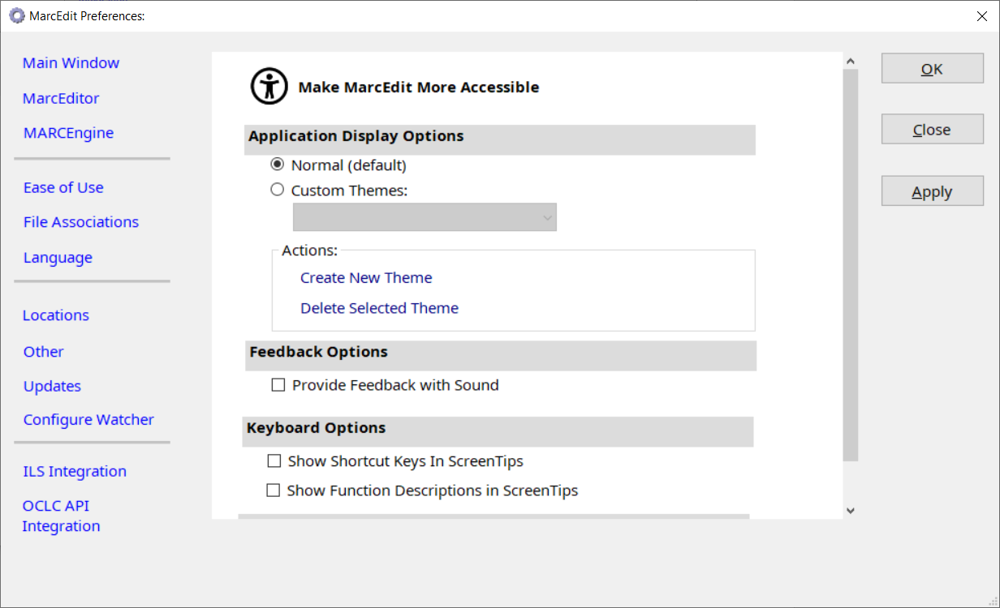 MarcEdit Preferences:
Main Window
MarcEditor
MARCEngine
Ease of Use
File Associations
Language
Locations
Other
Updates
Configure Watcher
ILS Integration
OCLC API
Integration
Make MarcEdit More Accessible
Application Display Options
Normal (default)
Custom Themes:
Actions:
Create New Theme
Delete Selected Theme
Feedback Options
Provide Feedback with Sound
Keyboard Options
Show Shortcut Keys In ScreenTips
Show Function Descriptions in ScreenTips
OK
Close
Apply